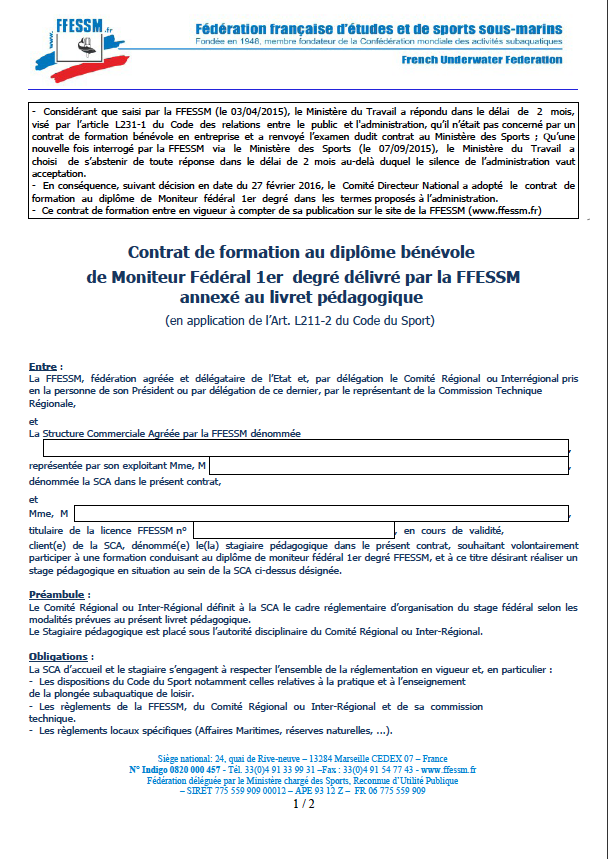 FFESSM.fr
Fédération française d'études et de sports sous-marins
Fondée en 1948, membre fondateur de la Confédération mondiale des activités subaquatiques
French Underwater Federation
- Considérant que saisi par la FFESSM (le 03/04/2015), le Ministère du Travail a répondu dans le délai de 2 mois,
visé par l'article L231-1 du Code des relations entre le public et l'administration, qu'il n'était pas concerné par un
contrat de formation bénévole en entreprise et a renvoyé l'examen dudit contrat au Ministère des Sports ; Qu'une
nouvelle fois interrogé par la FFESSM via le Ministère des Sports (le 07/09/2015), le Ministère du Travail a
choisi de s'abstenir de toute réponse dans le délai de 2 mois au-delà duquel le silence de l'administration vaut
acceptation.
- En conséquence, suivant décision en date du 27 février 2016, le Comité Directeur National a adopté le contrat de
formation au diplôme de Moniteur fédéral 1er degré dans les termes proposés à l'administration.
- Ce contrat de formation entre en vigueur à compter de sa publication sur le site de la FFESSM (www.ffessm.fr)
Contrat de formation au diplôme bénévole
de Moniteur Fédéral 1er degré délivré par la FFESSM
annexé au livret pédagogique
(en application de l'Art. L211-2 du Code du Sport)
Entre :
La FFESSM, fédération agréée et délégataire de l'Etat et, par délégation le Comité Régional ou Interrégional pris
en la personne de son Président ou par délégation de ce dernier, par le représentant de la Commission Technique
Régionale,
et
La Structure Commerciale Agréée par la FFESSM dénommée
,
représentée par son exploitant Mme, M ,
dénommée la SCA dans le présent contrat,
et
Mme, M ,
titulaire de la licence FFESSM n° , en cours de validité,
client(e) de la SCA, dénommé(e) le(la) stagiaire pédagogique dans le présent contrat, souhaitant volontairement
participer à une formation conduisant au diplôme de moniteur fédéral 1er degré FFESSM, et à ce titre désirant réaliser un
stage pédagogique en situation au sein de la SCA ci-dessus désignée.
Préambule :
Le Comité Régional ou Inter-Régional définit à la SCA le cadre réglementaire d'organisation du stage fédéral selon les
modalités prévues au présent livret pédagogique.
Le Stagiaire pédagogique est placé sous l'autorité disciplinaire du Comité Régional ou Inter-Régional.
Obligations :
La SCA d'accueil et le stagiaire s'engagent à respecter l'ensemble de la réglementation en vigueur et, en particulier :
- Les dispositions du Code du Sport notamment celles relatives à la pratique et à l'enseignement
de la plongée subaquatique de loisir.
- Les règlements de la FFESSM, du Comité Régional ou Inter-Régional et de sa commission
technique.
- Les règlements locaux spécifiques (Affaires Maritimes, réserves naturelles, ...).
Siège national: 24, quai de Rive-neuve – 13284 Marseille CEDEX 07 – France
N° Indigo 0820 000 457 - Tél. 33(0)4 91 33 99 31 –Fax : 33(0)4 91 54 77 43 - www.ffessm.fr
Fédération déléguée par le Ministère chargé des Sports, Reconnue d'Utilité Publique
– SIRET 775 559 909 00012 – APE 93 12 Z – FR 06 775 559 909
1 / 2